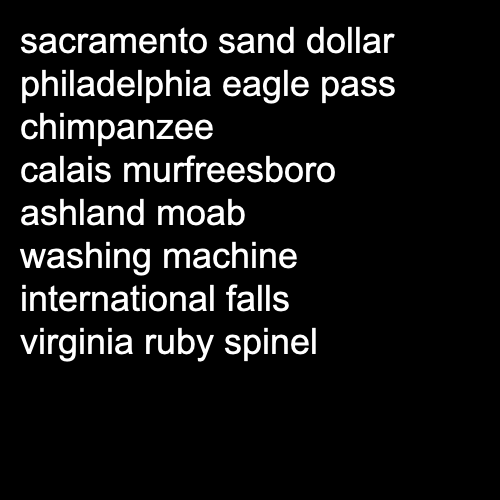 sacramento sand dollar
philadelphia eagle pass
chimpanzee
calais murfreesboro
ashland moab
washing machine
international falls
virginia ruby spinel